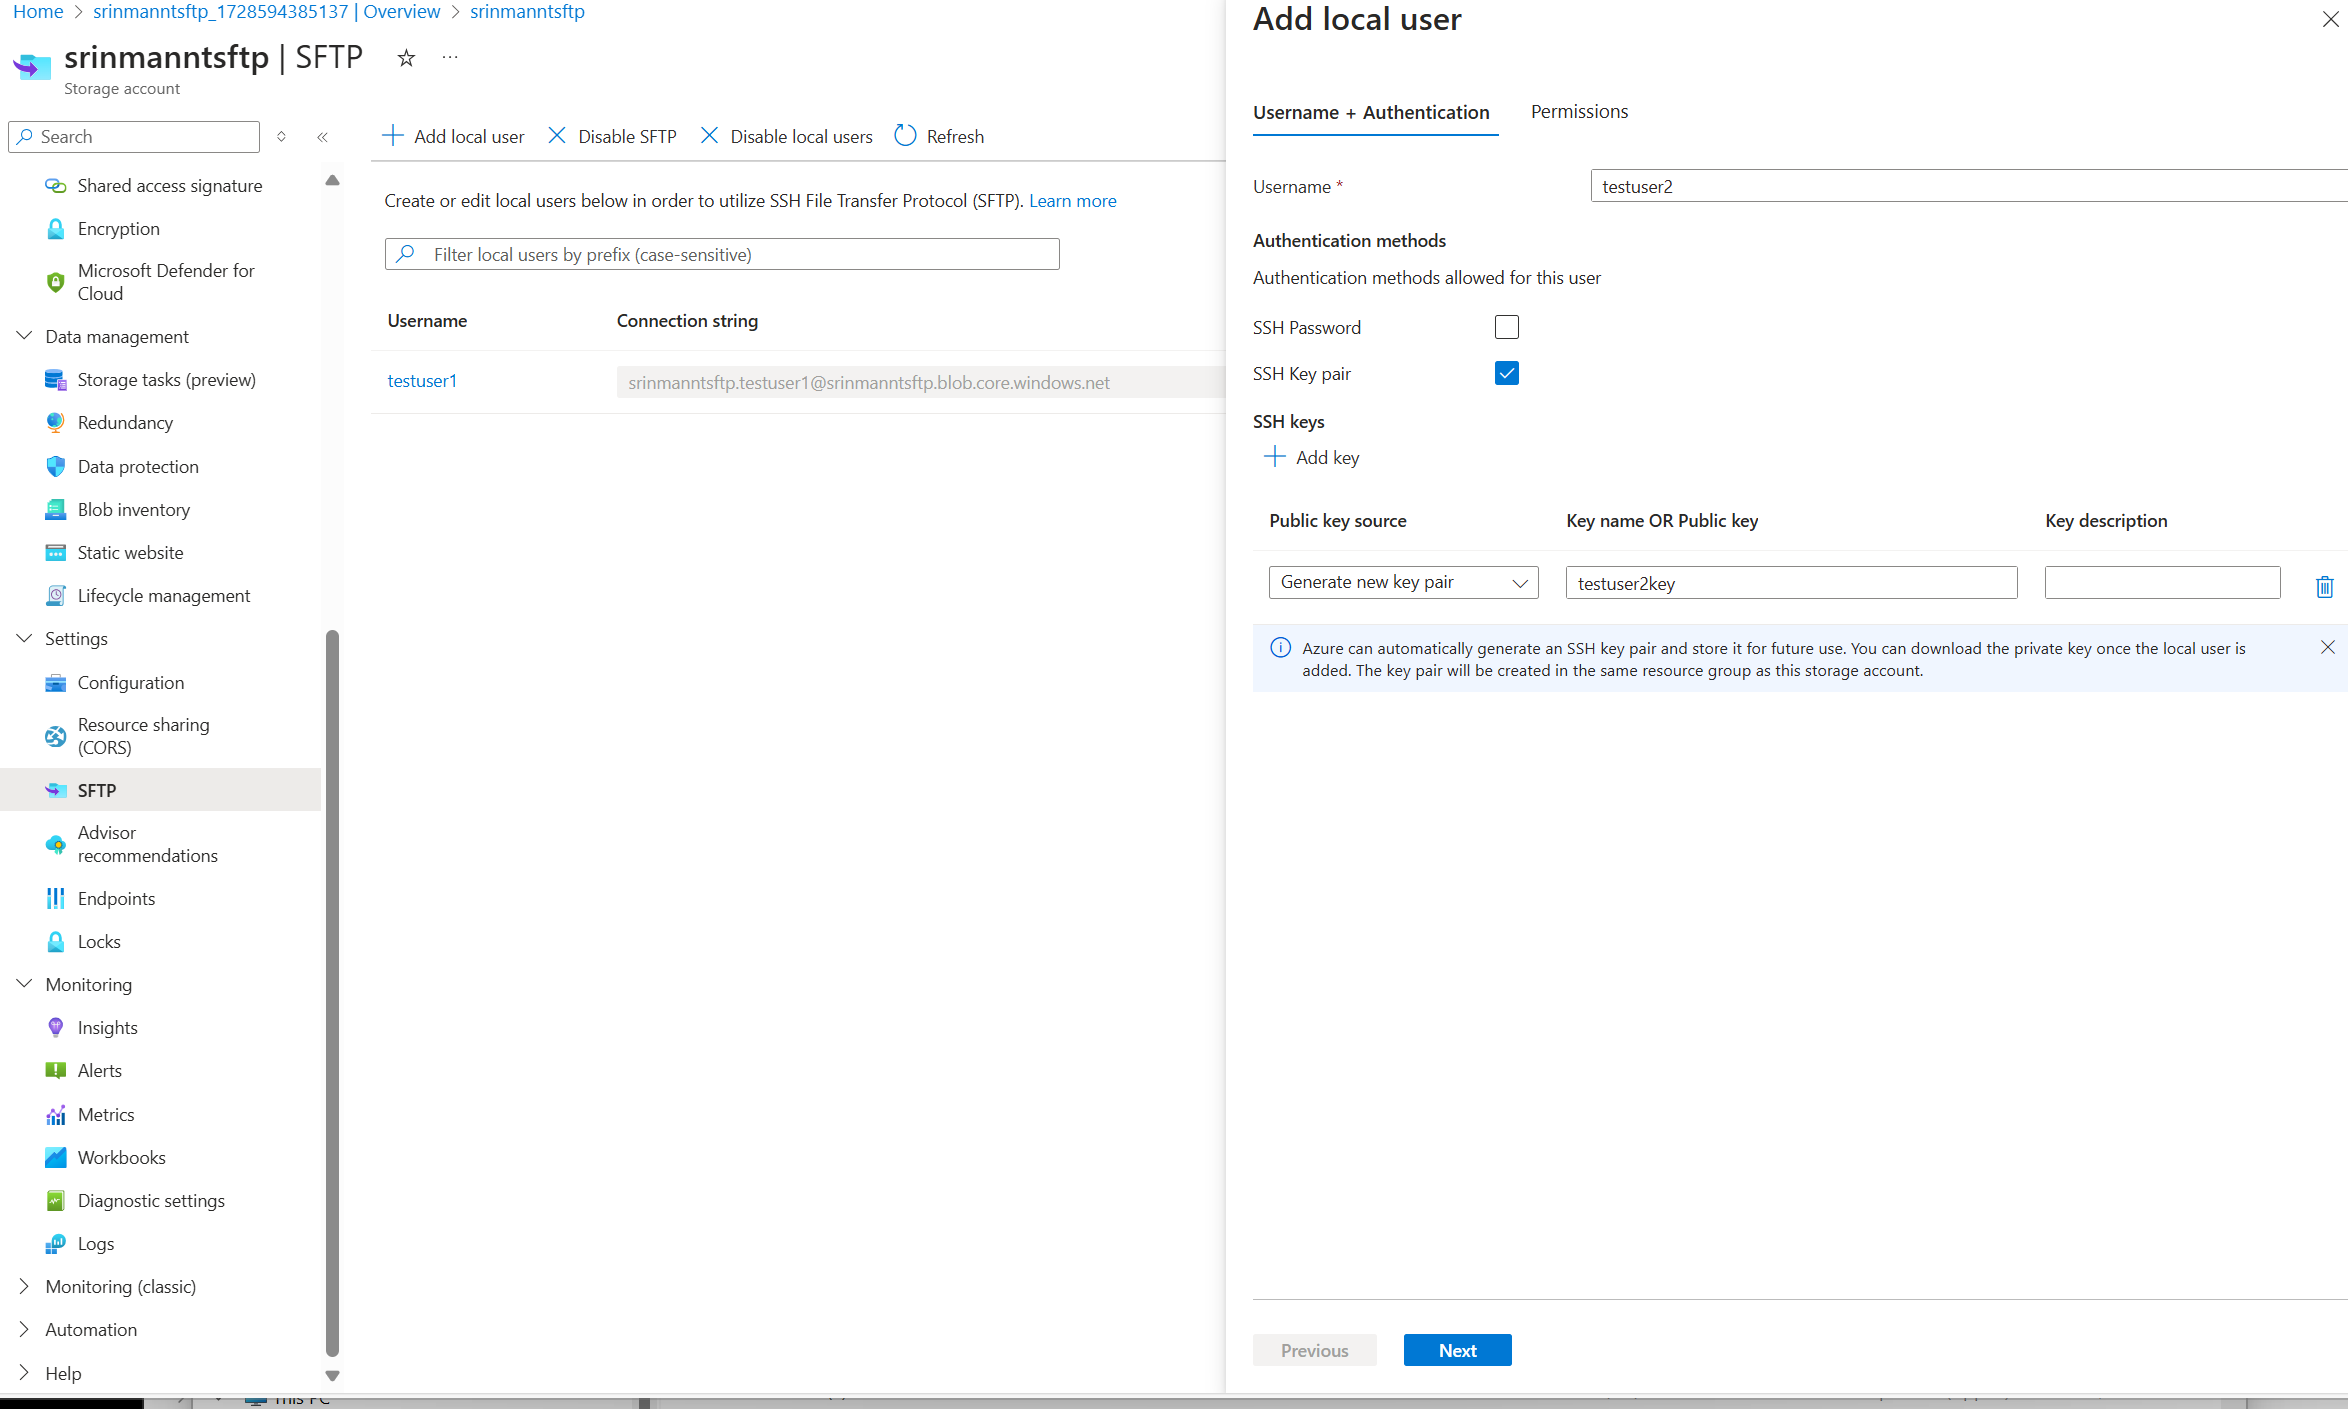 Home > srinmanntsftp_1728594385137 | Overview > srinmanntsftp
srinmanntsftp | SFTP
Storage account
Search
Shared access signature
Encryption
Microsoft Defender for
Cloud
Data management
Storage tasks (preview)
Redundancy
Data protection
Blob inventory
Static website
Lifecycle management
Settings
Configuration
Resource sharing
(CORS)
SFTP
Advisor
recommendations
Endpoints
Locks
Monitoring
Insights
Alerts
Metrics
Workbooks
Diagnostic settings
Logs
Monitoring (classic)
Automation
Help
Add local user Disable SFTP Disable local users Refresh
Create or edit local users below in order to utilize SSH File Transfer Protocol (SFTP). Learn more
Filter local users by prefix (case-sensitive)
Username Connection string
testuser1 srinmanntsftp.testuser1@srinmanntsftp.blob.core.windows.net
Add local user
Username + Authentication Permissions
Username * testuser2
Authentication methods
Authentication methods allowed for this user
SSH Password
SSH Key pair
SSH keys
Add key
Public key source Key name OR Public key Key description
Generate new key pair testuser2key
Azure can automatically generate an SSH key pair and store it for future use. You can download the private key once the local user is
added. The key pair will be created in the same resource group as this storage account.
Previous Next
This PC